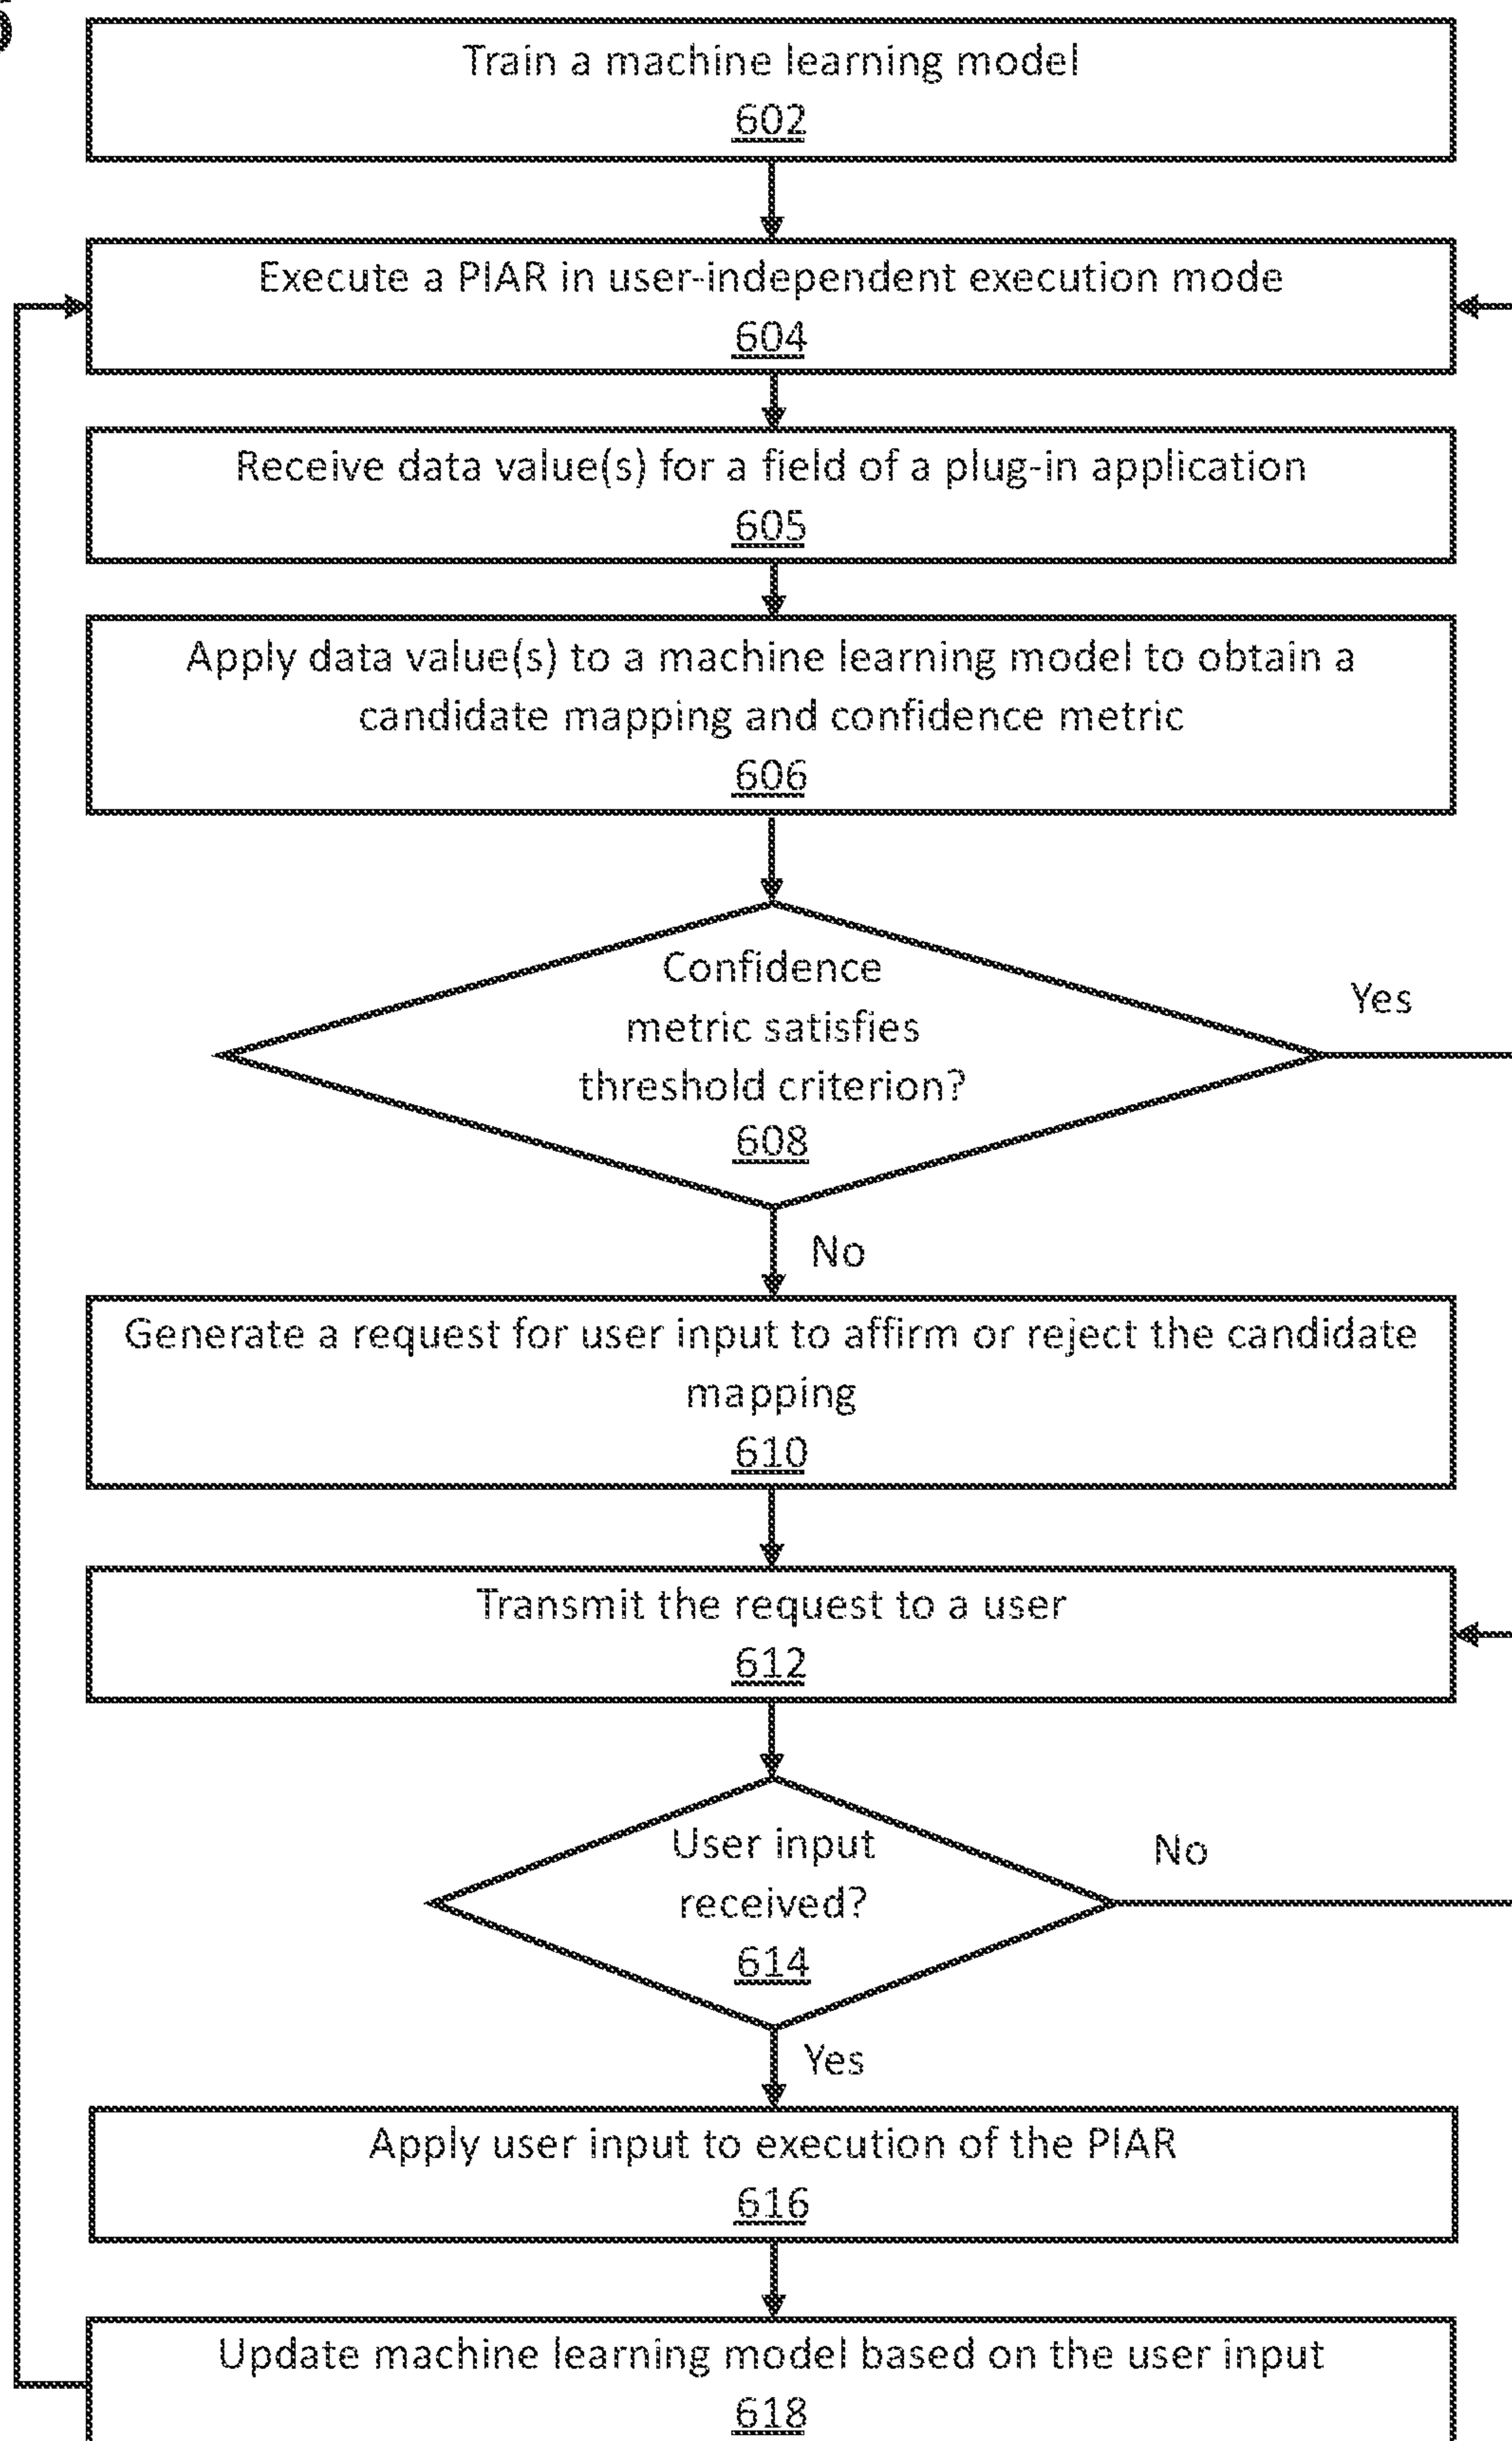 Train a machine learning model
602
Execute a PIAR in user-independent execution mode
604
Receive data value(s) for a field of a plug-in application
605
Apply data value(s) to a machine learning model to obtain a
candidate mapping and confidence metric
606
Confidence
metric satisfies
threshold criterion?
608
Yes
No
Generate a request for user input to affirm or reject the candidate
mapping
610
Transmit the request to a user
612
User input
received?
614
No
Yes
Apply user input to execution of the PIAR
616
Update machine learning model based on the user input
618